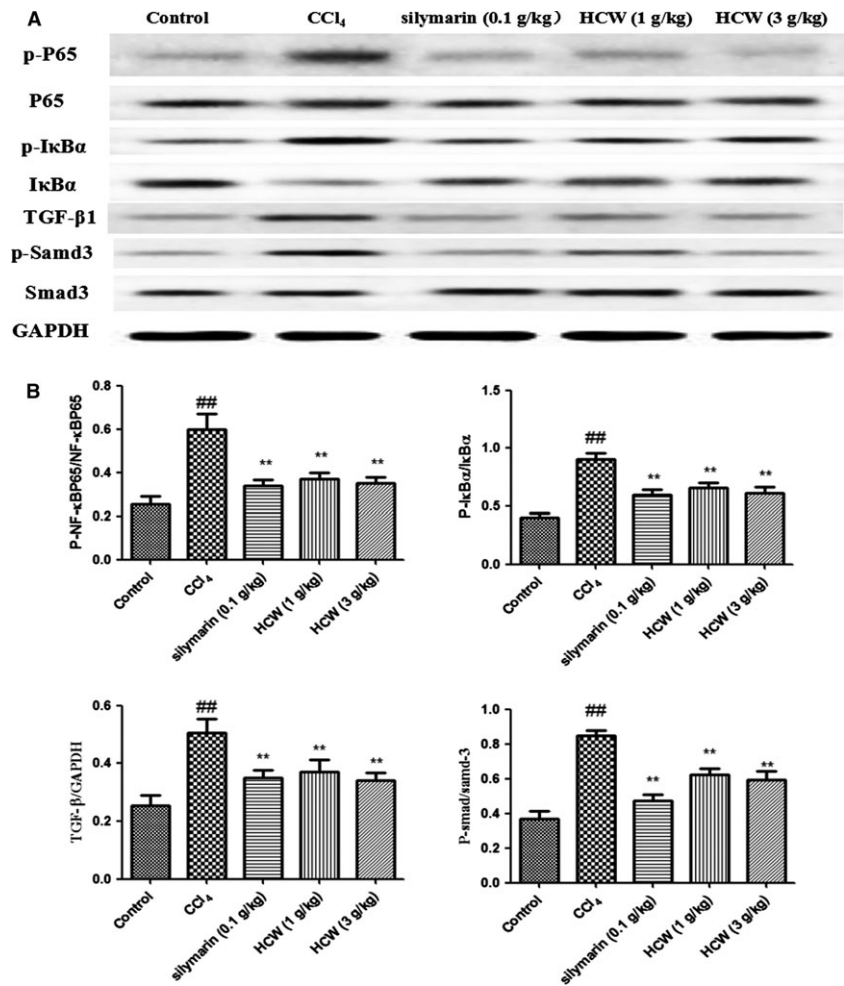 A
Control CCl₄ silymarin (0.1 g/kg) HCW (1 g/kg) HCW (3 g/kg)
p-P65
P65
p-IκBα
IκBα
TGF-β1
p-Samd3
Smad3
GAPDH
B
P-NF-κBP65/NF-κBP65
0.8
0.6
0.4
0.2
0.0
##
**
**
**
Control
CCl₄
silymarin (0.1 g/kg)
HCW (1 g/kg)
HCW (3 g/kg)
P-IκBα/IκBα
1.5
1.0
0.5
0.0
##
**
**
**
Control
CCl₄
silymarin (0.1 g/kg)
HCW (1 g/kg)
HCW (3 g/kg)
TGF-β/GAPDH
0.6
0.4
0.2
0.0
##
**
**
**
Control
CCl₄
silymarin (0.1 g/kg)
HCW (1 g/kg)
HCW (3 g/kg)
P-smad/samd-3
1.0
0.8
0.6
0.4
0.2
0.0
##
**
**
**
Control
CCl₄
silymarin (0.1 g/kg)
HCW (1 g/kg)
HCW (3 g/kg)